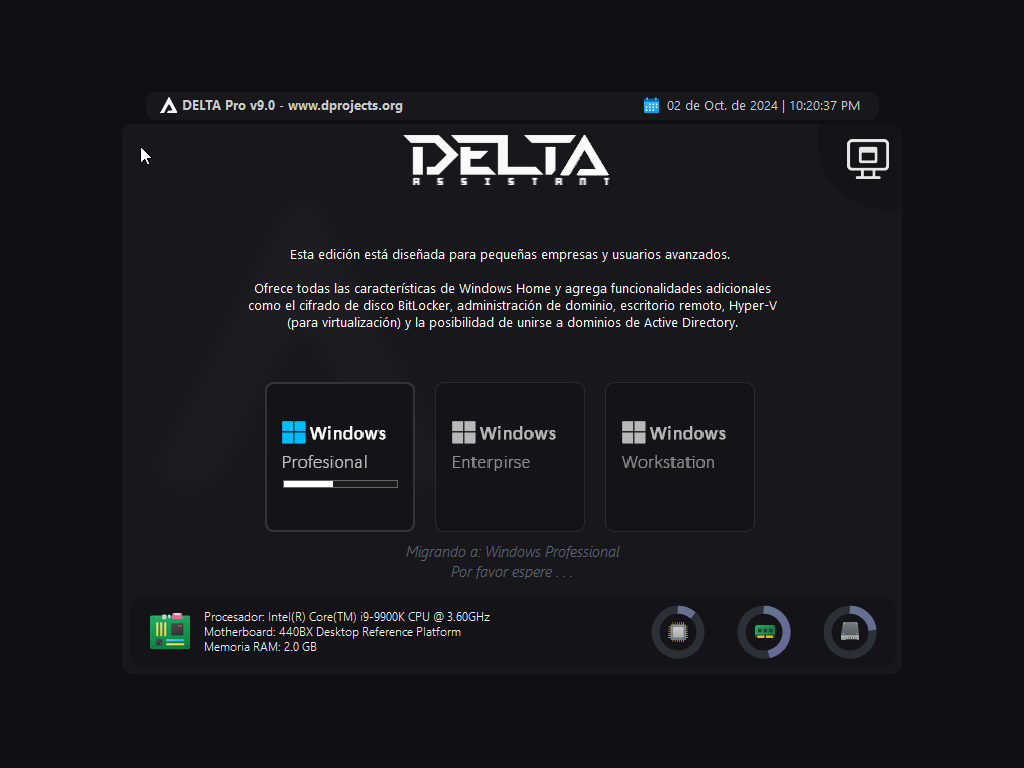 DELTA Pro v9.0 - www.dprojects.org
02 de Oct. de 2024 | 10:20:37 PM
DELTA
ASSISTANT
Esta edición está diseñada para pequeñas empresas y usuarios avanzados.
Ofrece todas las características de Windows Home y agrega funcionalidades adicionales
como el cifrado de disco BitLocker, administración de dominio, escritorio remoto, Hyper-V
(para virtualización) y la posibilidad de unirse a dominios de Active Directory.
Windows
Profesional
Windows
Enterpirse
Windows
Workstation
Migrando a: Windows Professional
Por favor espere . . .
Procesador: Intel(R) Core(TM) i9-9900K CPU @ 3.60GHz
Motherboard: 440BX Desktop Reference Platform
Memoria RAM: 2.0 GB